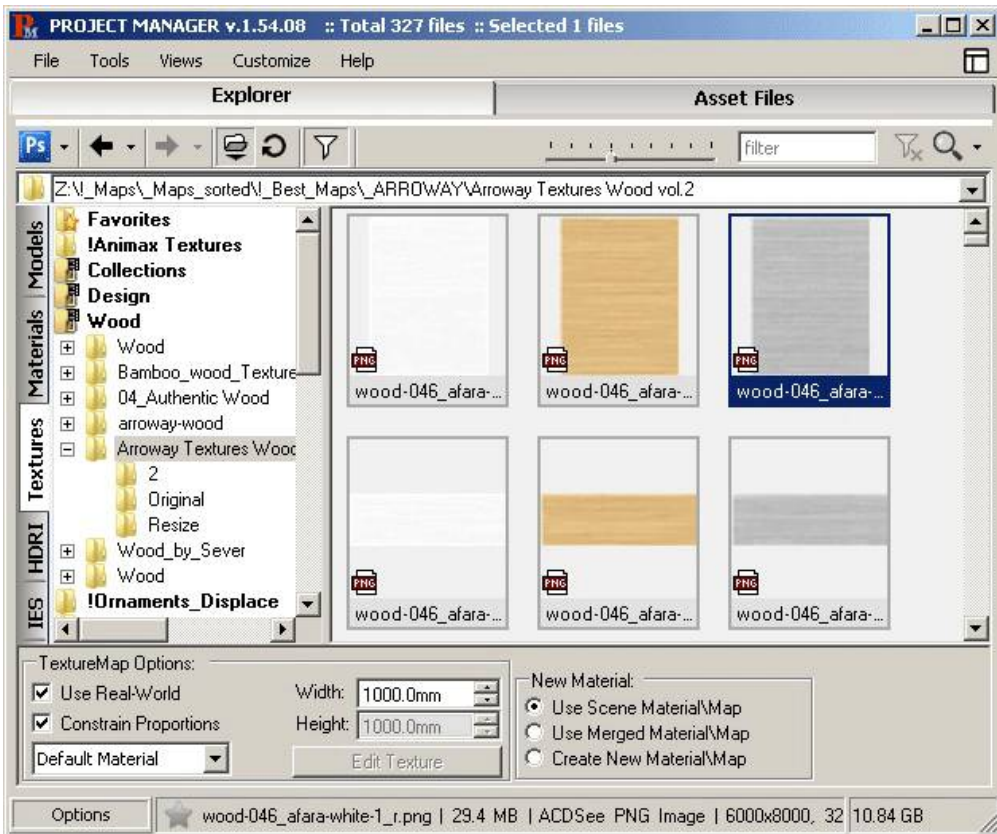 PROJECT MANAGER v.1.54.08 :: Total 327 files :: Selected 1 files
File Tools Views Customize Help
Explorer Asset Files
Ps filter
Z:\!_Maps\_Maps_sorted\!_Best_Maps\_ARROWAY\Arroway Textures Wood vol.2
Models
Materials
Textures
HDRI
IES
Favorites
!Animax Textures
Collections
Design
Wood
Wood
Bamboo_wood_Texture
04_Authentic Wood
arroway-wood
Arroway Textures Wood
2
Original
Resize
Wood_by_Sever
Wood
!Ornaments_Displace
PNG PNG PNG
wood-046_afara-... wood-046_afara-... wood-046_afara-...
PNG PNG PNG
wood-046_afara-... wood-046_afara-... wood-046_afara-...
TextureMap Options:
Use Real-World
Constrain Proportions
Default Material
Width: 1000.0mm
Height: 1000.0mm
Edit Texture
New Material:
Use Scene Material\Map
Use Merged Material\Map
Create New Material\Map
Options wood-046_afara-white-1_r.png | 29.4 MB | ACDSee PNG Image | 6000x8000, 32 10.84 GB